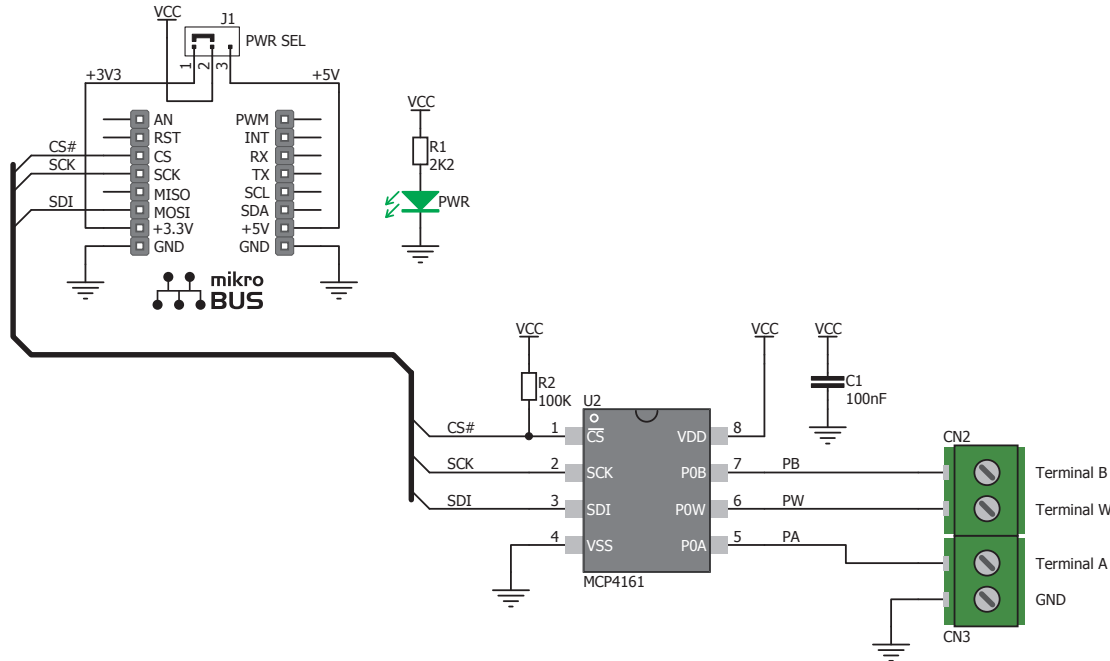 VCC
J1
PWR SEL
1
2
3
+3V3
+5V
AN
RST
CS
SCK
MISO
MOSI
+3.3V
GND
PWM
INT
RX
TX
SCL
SDA
+5V
GND
CS#
SCK
SDI
mikro
BUS
VCC
R1
2K2
PWR
VCC
R2
100K
VCC
VCC
C1
100nF
U2
CS#
SCK
SDI
1
2
3
4
CS
SCK
SDI
VSS
VDD
P0B
P0W
P0A
8
7
6
5
PB
PW
PA
MCP4161
CN2
Terminal B
Terminal W
Terminal A
GND
CN3